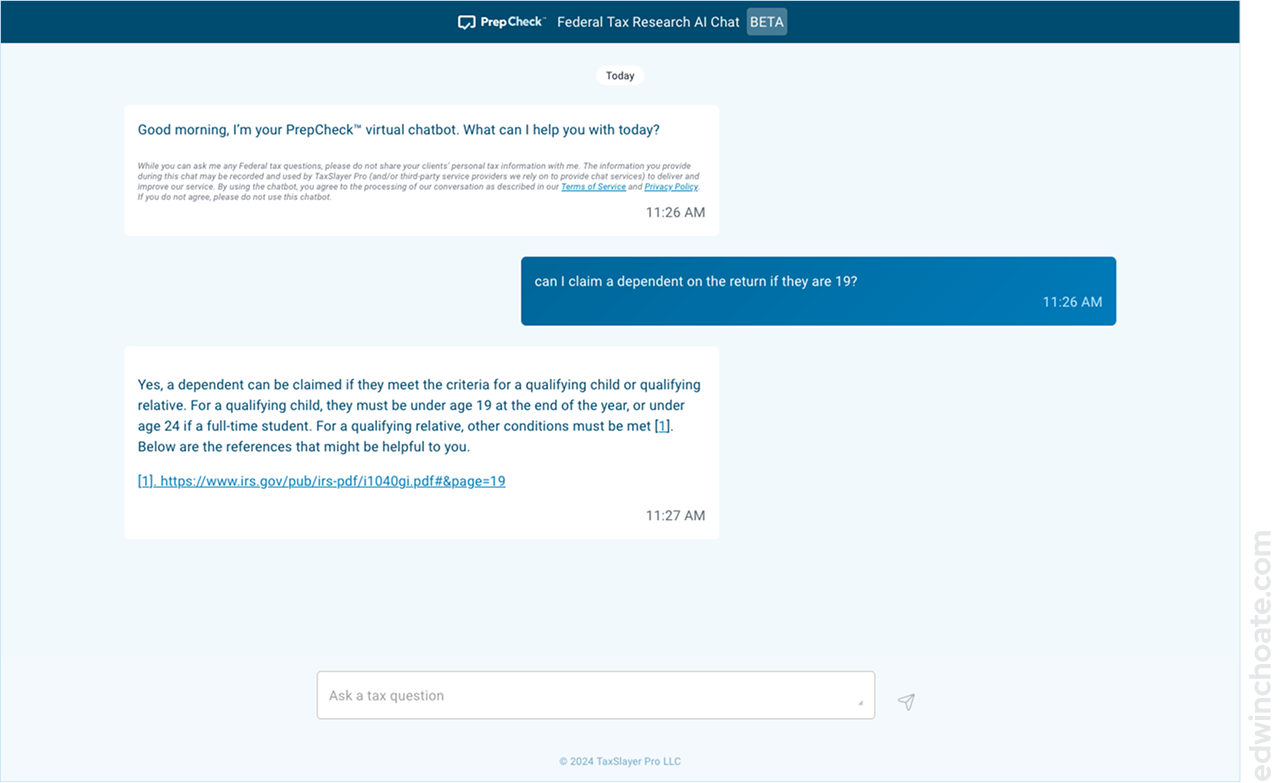 PrepCheck™ Federal Tax Research AI Chat BETA
Today
Good morning, I’m your PrepCheck™ virtual chatbot. What can I help you with today?
While you can ask me any Federal tax questions, please do not share your clients’ personal tax information with me. The information you provide
during this chat may be recorded and used by TaxSlayer Pro (and/or third-party service providers we rely on to provide chat services) to deliver and
improve our service. By using the chatbot, you agree to the processing of our conversation as described in our Terms of Service and Privacy Policy.
If you do not agree, please do not use this chatbot.
11:26 AM
can I claim a dependent on the return if they are 19?
11:26 AM
Yes, a dependent can be claimed if they meet the criteria for a qualifying child or qualifying
relative. For a qualifying child, they must be under age 19 at the end of the year, or under
age 24 if a full-time student. For a qualifying relative, other conditions must be met [1].
Below are the references that might be helpful to you.
[1]. https://www.irs.gov/pub/irs-pdf/i1040gi.pdf#&page=19
11:27 AM
Ask a tax question
© 2024 TaxSlayer Pro LLC
edwinchoate.com